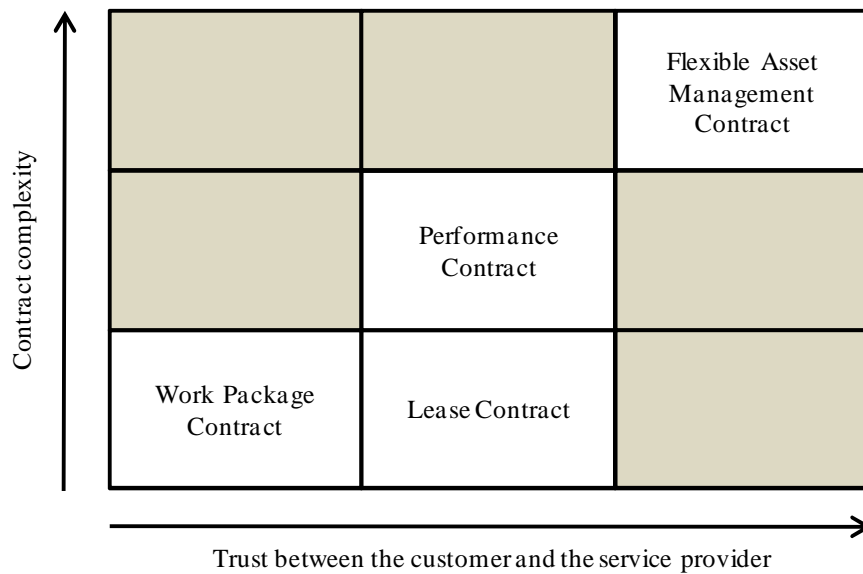 Flexible Asset
Management
Contract
Contract complexity
Performance
Contract
Work Package
Contract
Lease Contract
Trust between the customer and the service provider